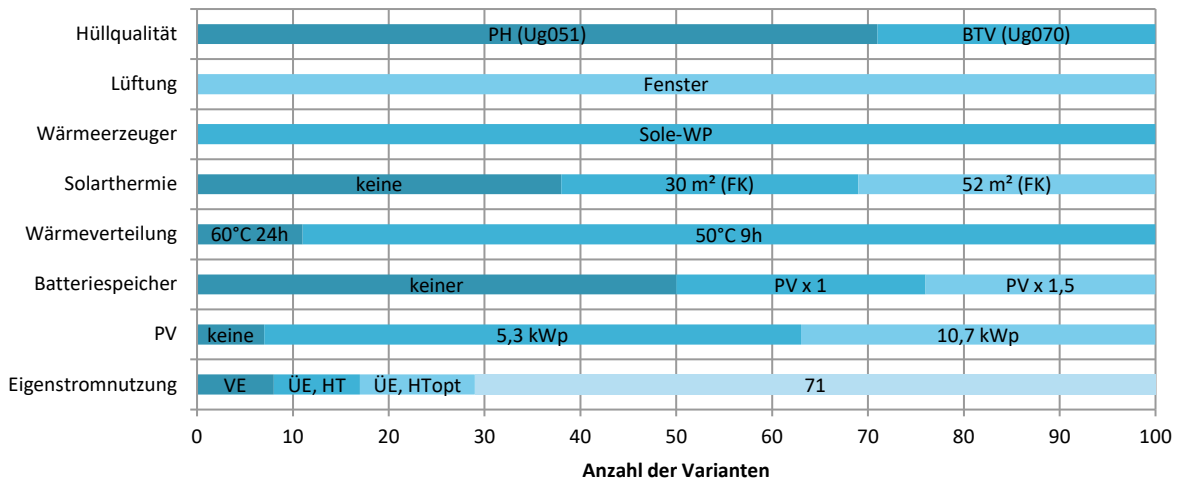 Hüllqualität PH (Ug051) BTV (Ug070)
Lüftung Fenster
Wärmeerzeuger Sole-WP
Solarthermie keine 30 m² (FK) 52 m² (FK)
Wärmeverteilung 60°C 24h 50°C 9h
Batteriespeicher keiner PV x 1 PV x 1,5
PV keine 5,3 kWp 10,7 kWp
Eigenstromnutzung VE ÜE, HT ÜE, HTopt 71
0 10 20 30 40 50 60 70 80 90 100
Anzahl der Varianten